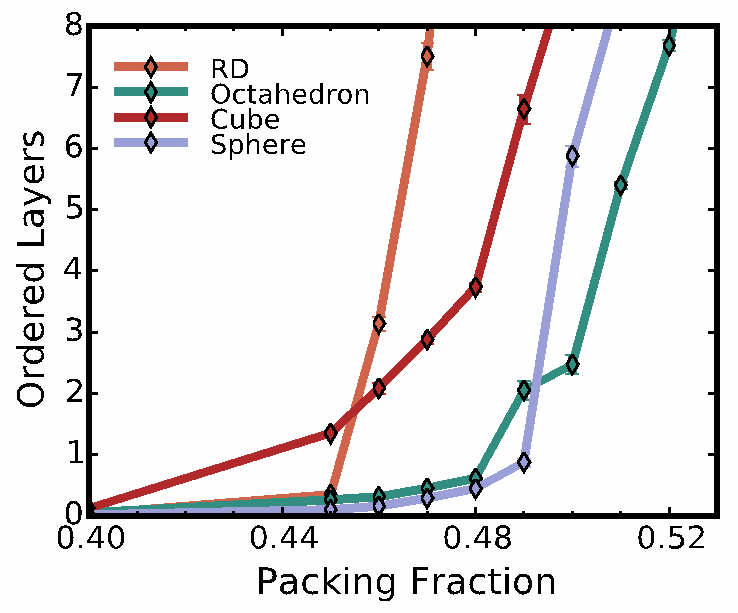 8
7
6
5
4
3
2
1
0
Ordered Layers
RD
Octahedron
Cube
Sphere
0.40 0.44 0.48 0.52
Packing Fraction